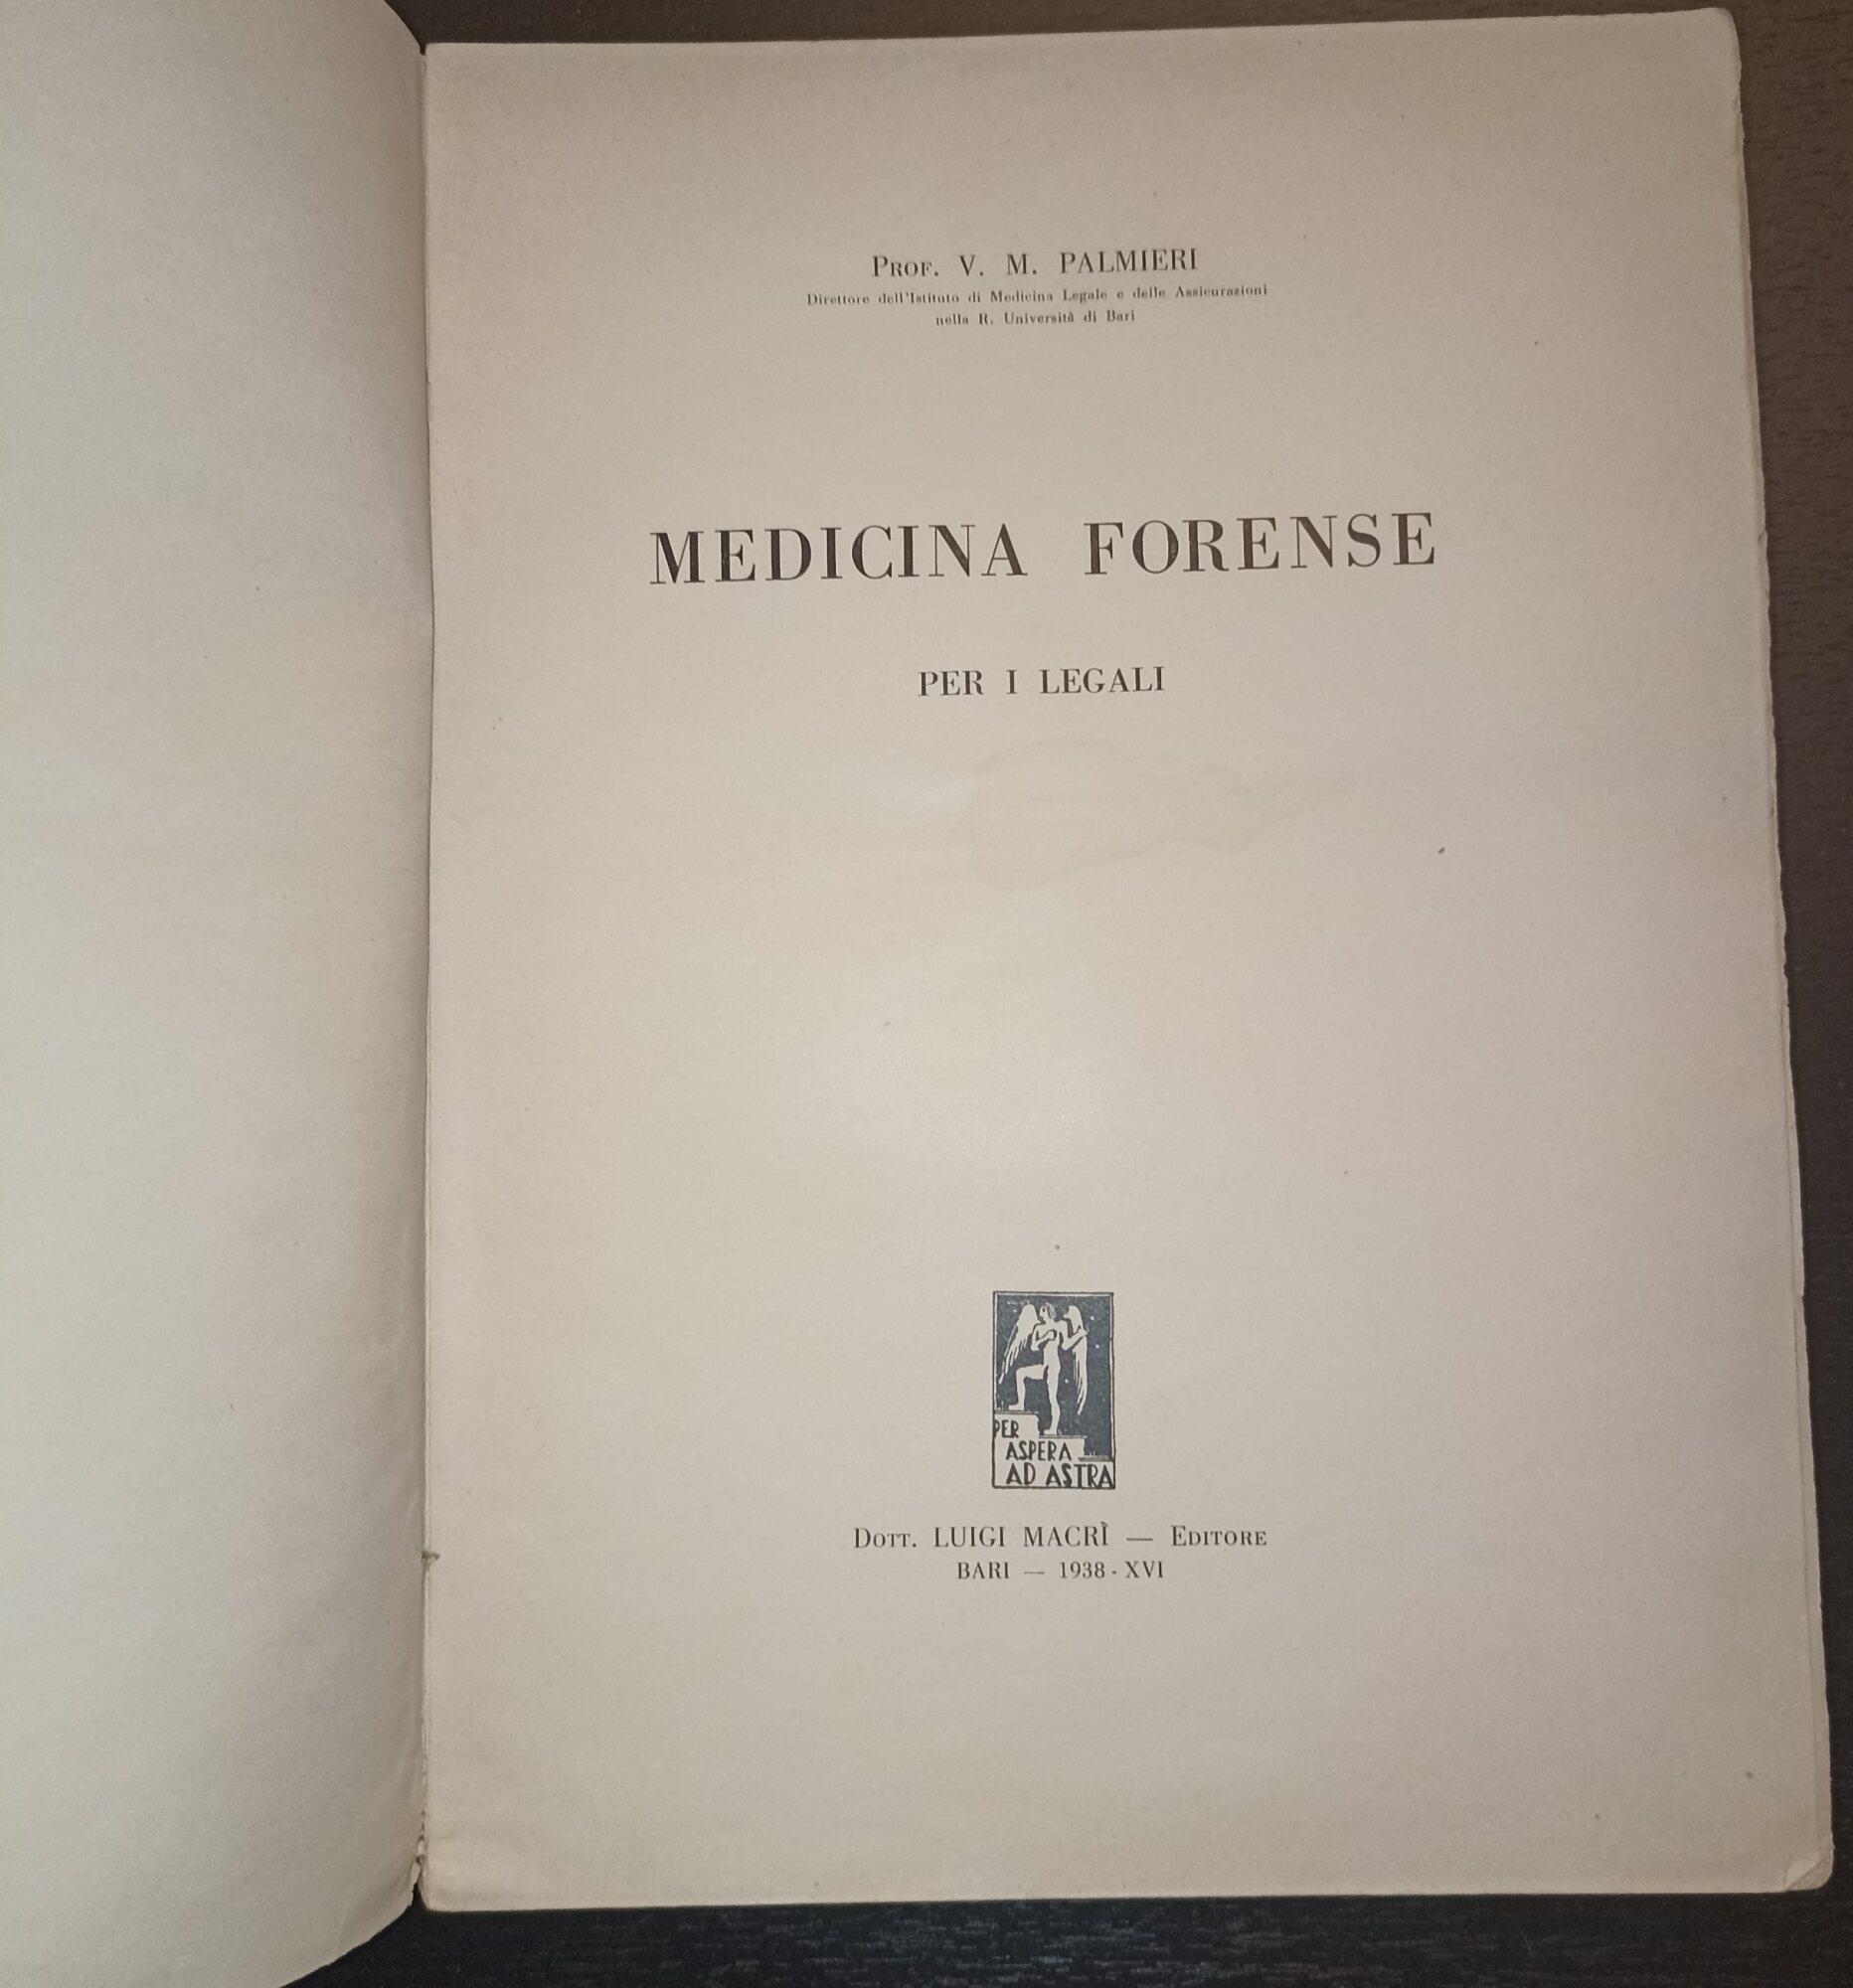 Prof. V. M. PALMIERI
Direttore dell'Istituto di Medicina Legale e delle Assicurazioni
nella R. Università di Bari
MEDICINA FORENSE
PER I LEGALI
PER
ASPERA
AD ASTRA
Dott. LUIGI MACRÌ — Editore
BARI — 1938 - XVI